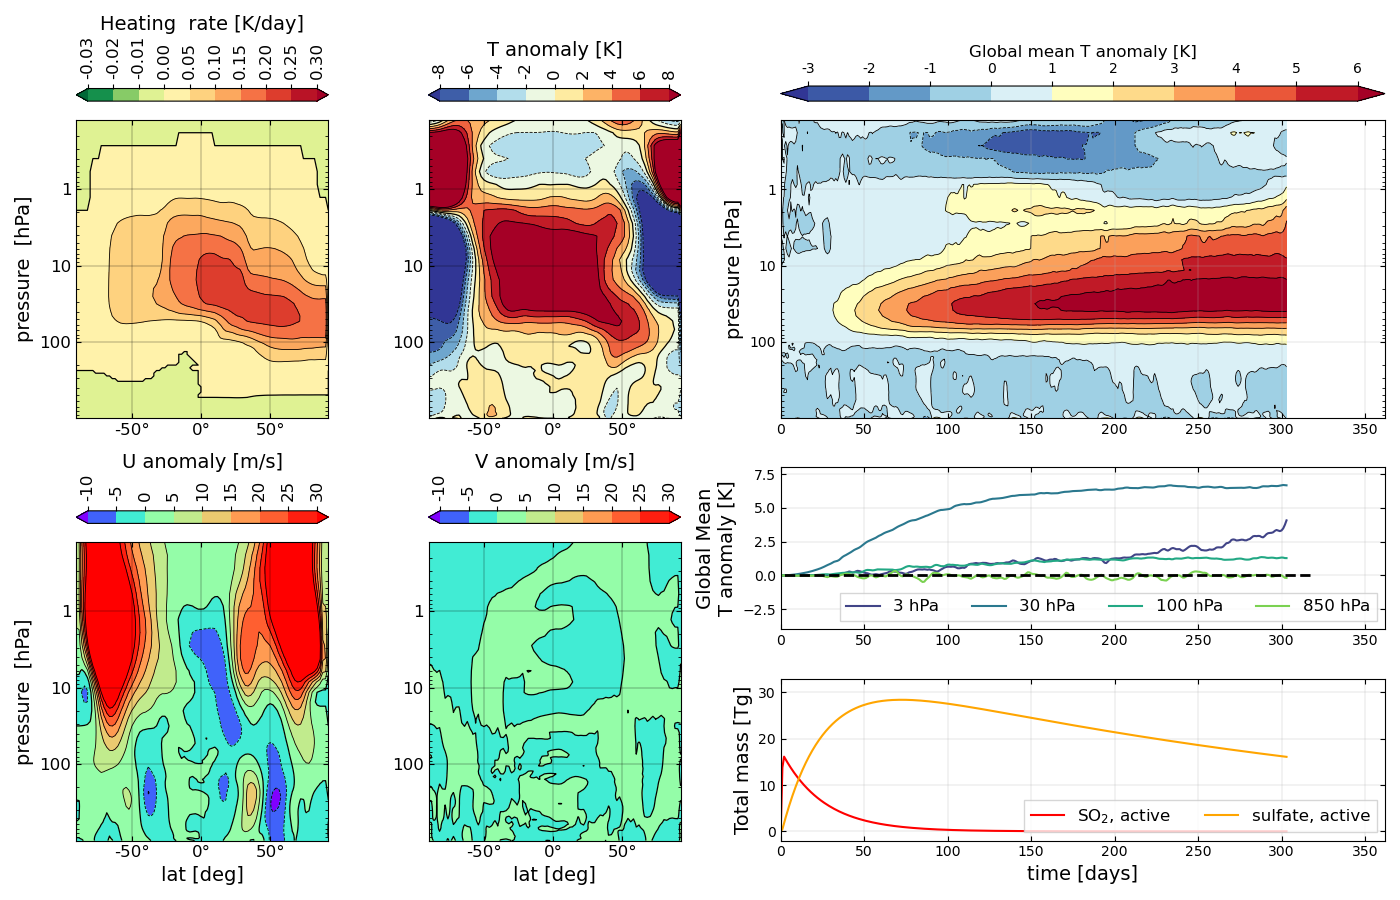 Heating rate [K/day]
-0.03 -0.02 -0.01 0.00 0.05 0.10 0.15 0.20 0.25 0.30
pressure [hPa]
1
10
100
-50° 0° 50°
T anomaly [K]
-8 -6 -4 -2 0 2 4 6 8
1
10
100
-50° 0° 50°
Global mean T anomaly [K]
-3 -2 -1 0 1 2 3 4 5 6
pressure [hPa]
1
10
100
0 50 100 150 200 250 300 350
U anomaly [m/s]
-10 -5 0 5 10 15 20 25 30
pressure [hPa]
1
10
100
-50° 0° 50°
lat [deg]
V anomaly [m/s]
-10 -5 0 5 10 15 20 25 30
1
10
100
-50° 0° 50°
lat [deg]
Global Mean
T anomaly [K]
7.5
5.0
2.5
0.0
−2.5
3 hPa 30 hPa 100 hPa 850 hPa
0 50 100 150 200 250 300 350
Total mass [Tg]
30
20
10
0
SO₂, active sulfate, active
0 50 100 150 200 250 300 350
time [days]